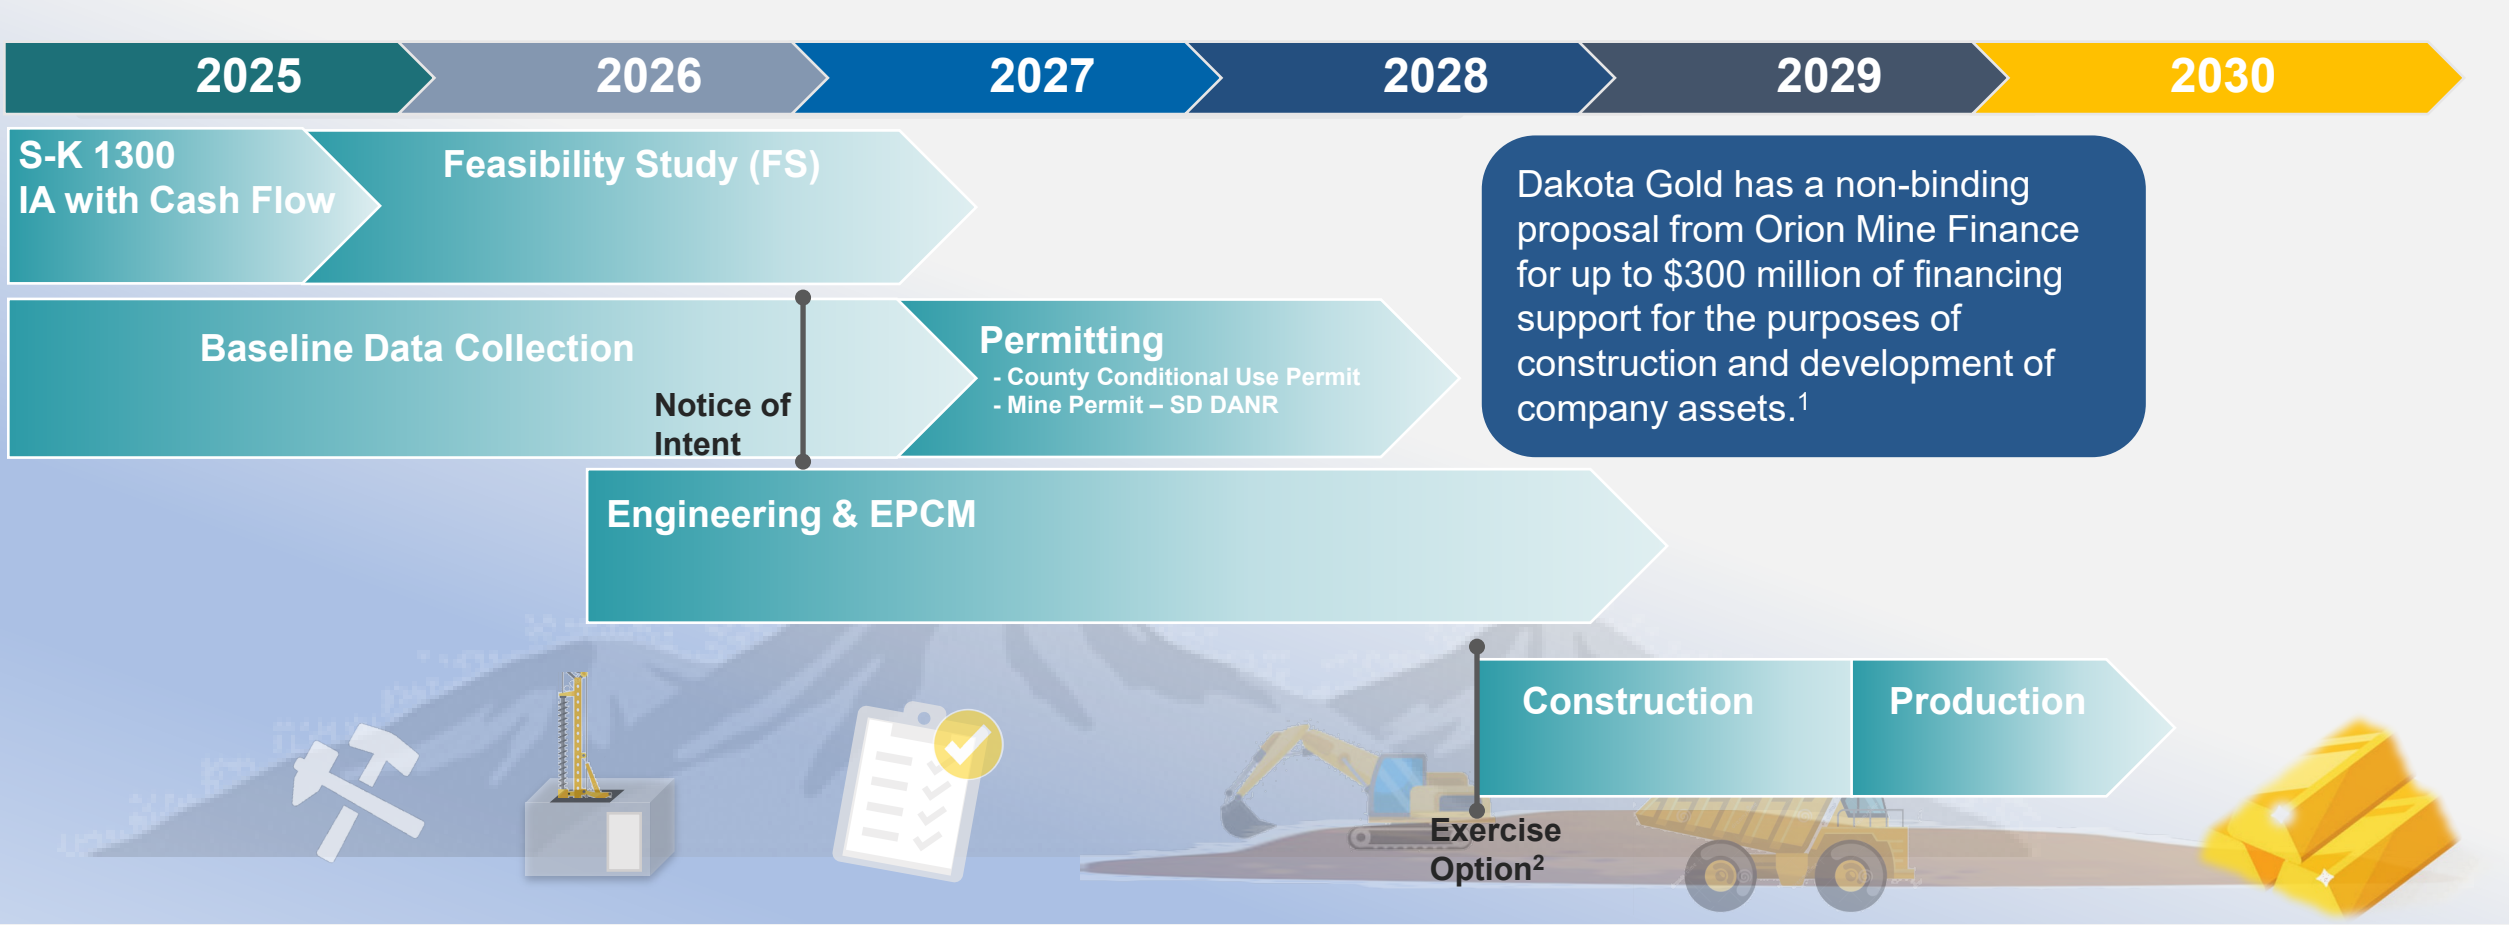 2025
2026
2027
2028
2029
2030
S-K 1300
IA with Cash Flow
Feasibility Study (FS)
Dakota Gold has a non-binding
proposal from Orion Mine Finance
for up to $300 million of financing
support for the purposes of
construction and development of
company assets.¹
Baseline Data Collection
Notice of
Intent
Permitting
- County Conditional Use Permit
- Mine Permit – SD DANR
Engineering & EPCM
Construction
Production
Exercise
Option²